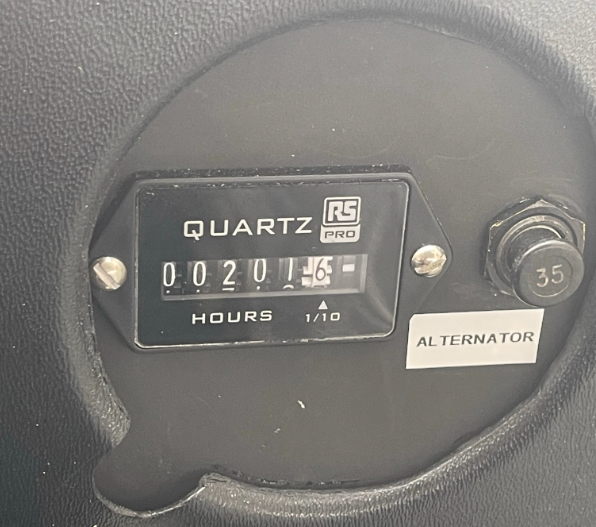 QUARTZ RS
PRO
002016
HOURS 1/10
35
ALTERNATOR